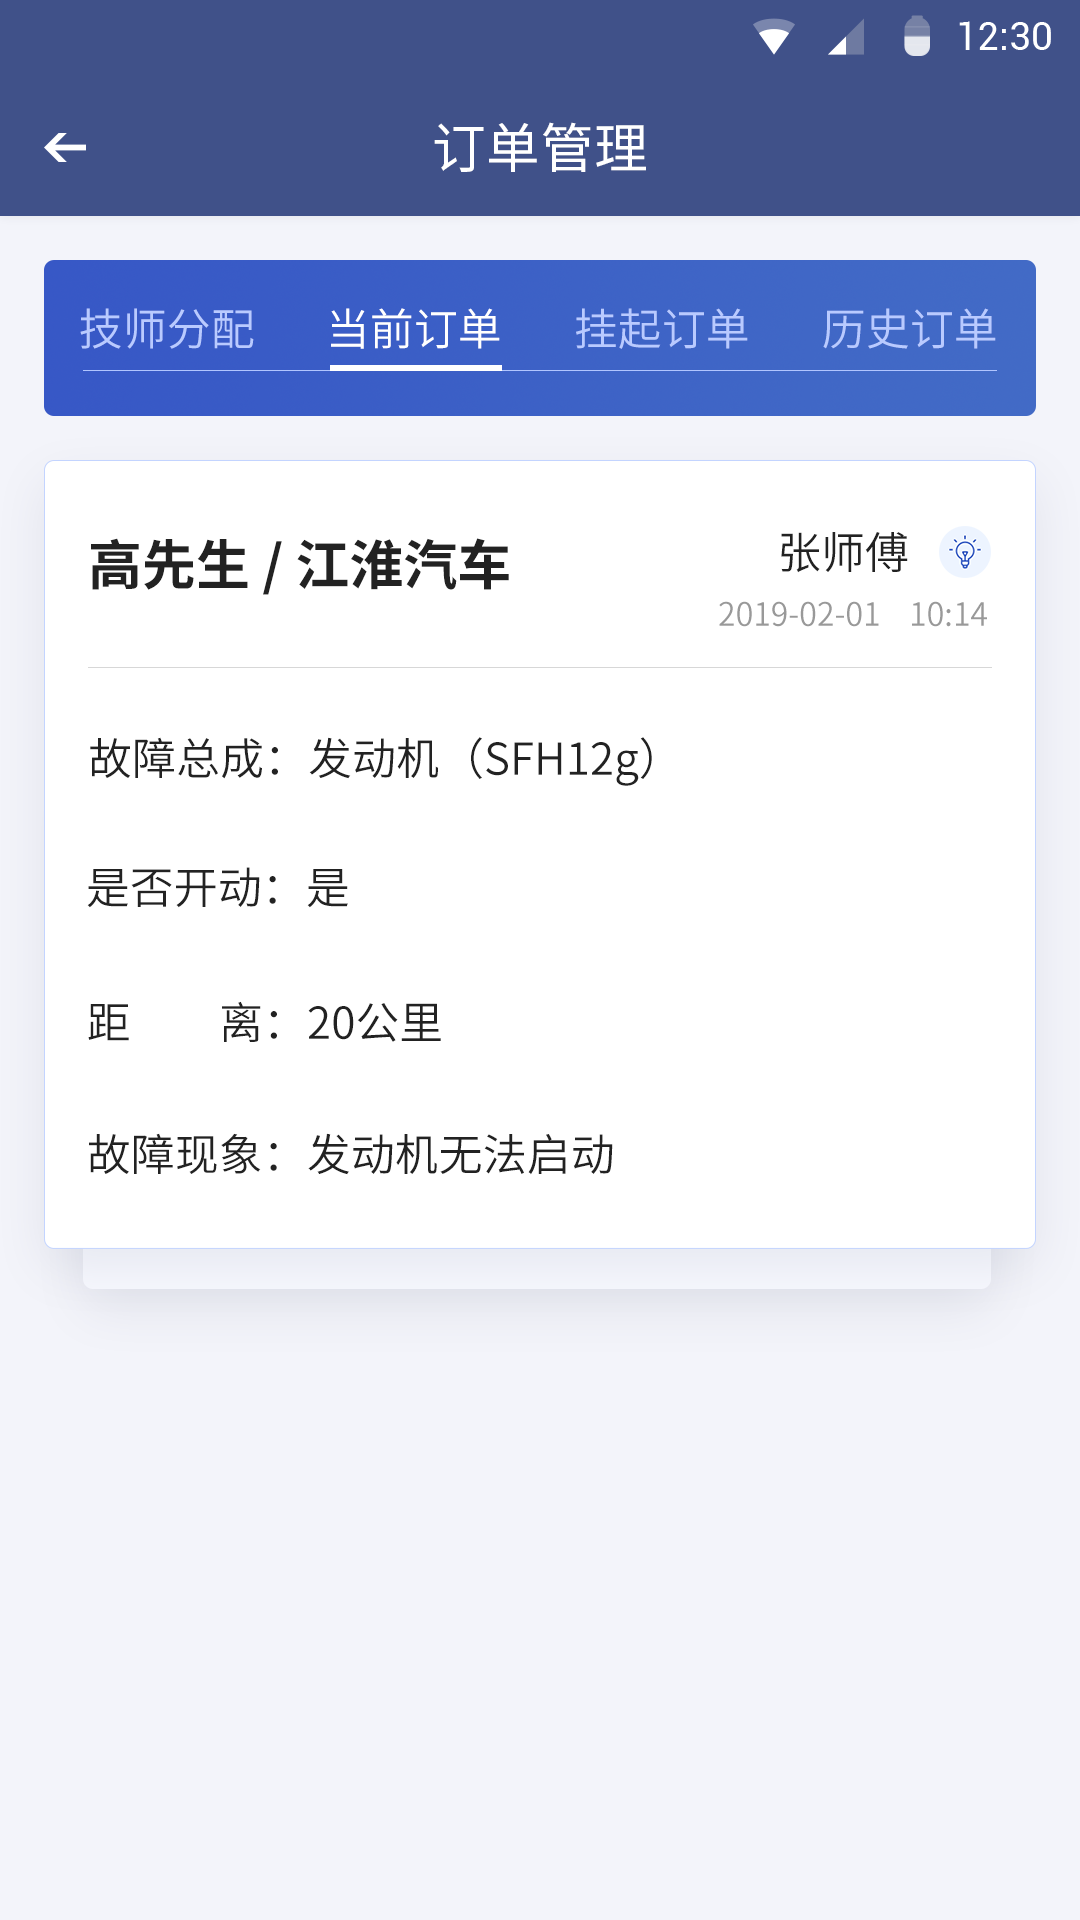 12:30
订单管理
技师分配 当前订单 挂起订单 历史订单
高先生 / 江淮汽车 张师傅
2019-02-01 10:14
故障总成：发动机（SFH12g）
是否开动：是
距 离：20公里
故障现象：发动机无法启动